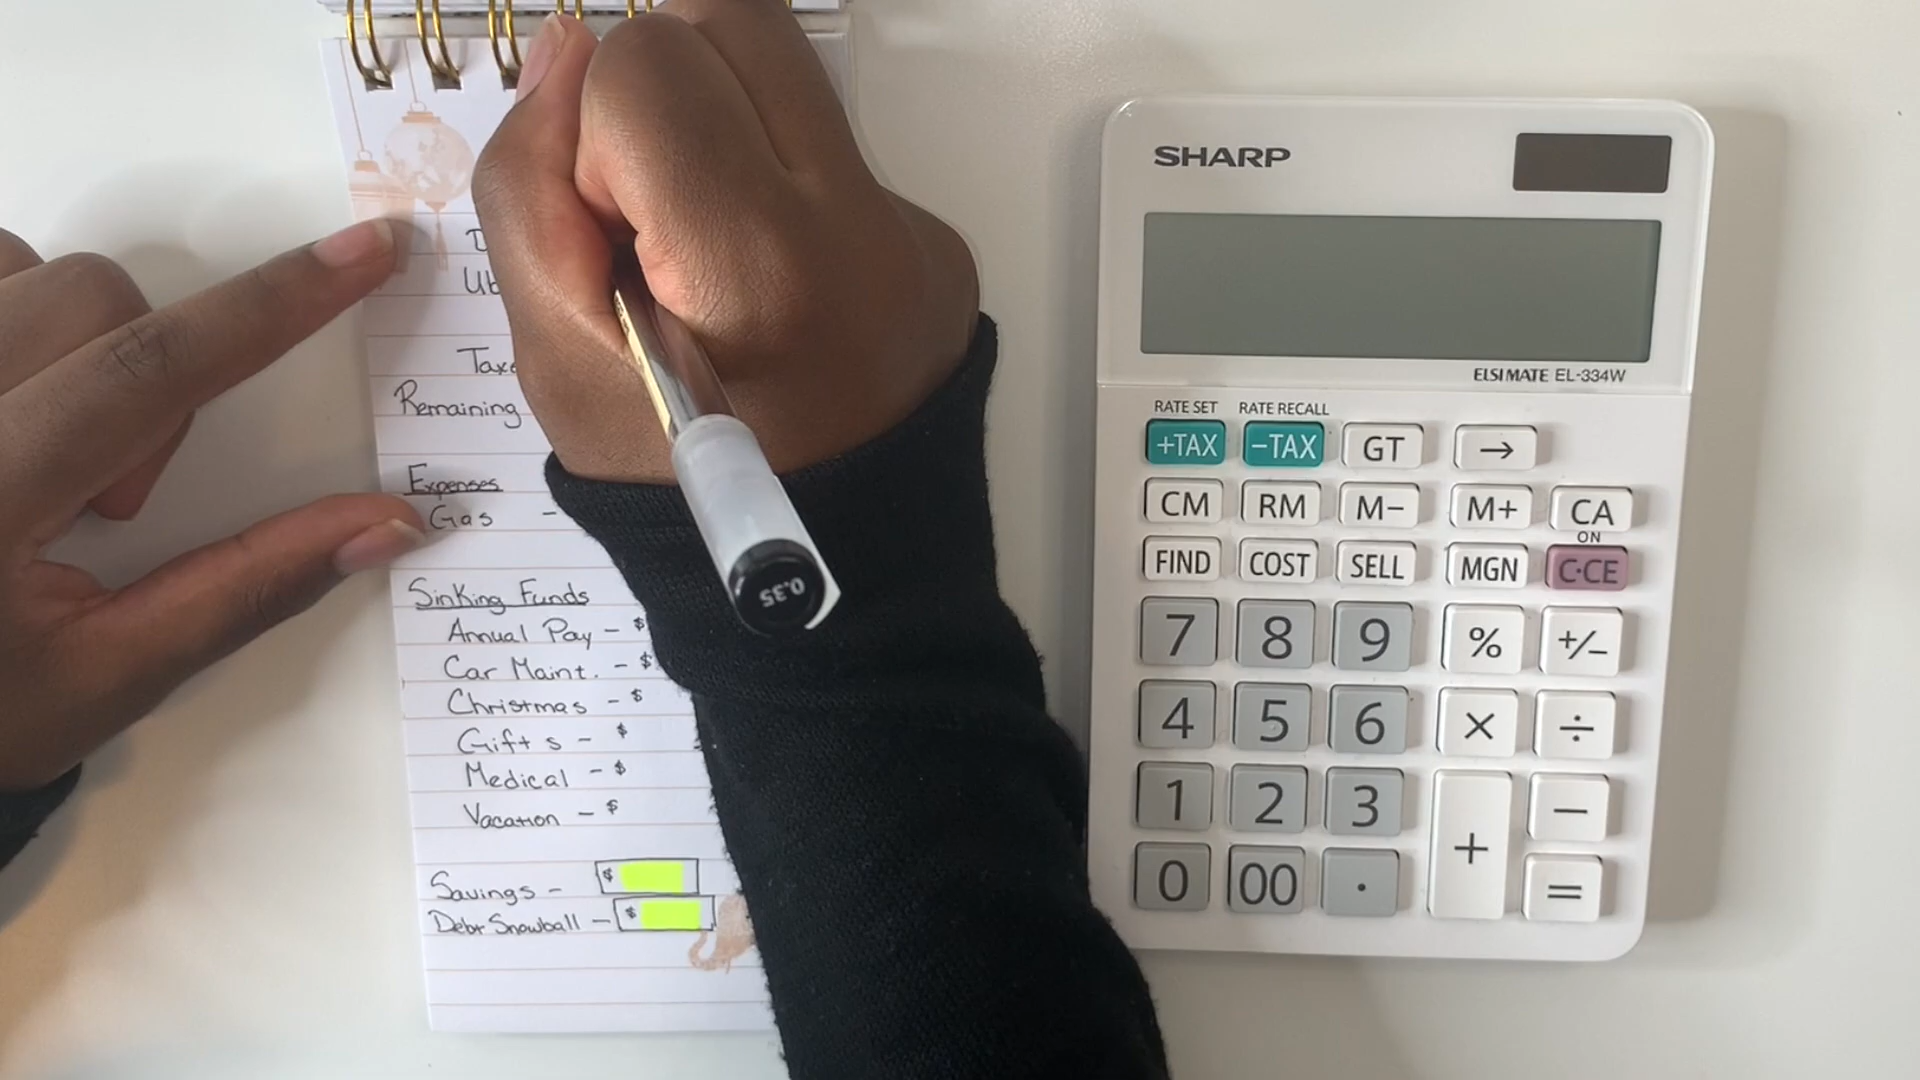 D
Ub
Taxe
Remaining
Expenses
Gas -
Sinking Funds
Annual Pay - $
Car Maint. - $
Christmas - $
Gifts - $
Medical - $
Vacation - $
Savings - $
Debt Snowball - $
0.35
SHARP
ELSIMATE EL-334W
RATE SET RATE RECALL
+TAX -TAX GT →
CM RM M- M+ CA
ON
FIND COST SELL MGN C·CE
7 8 9 % +/-
4 5 6 × ÷
1 2 3 + -
0 00 · =